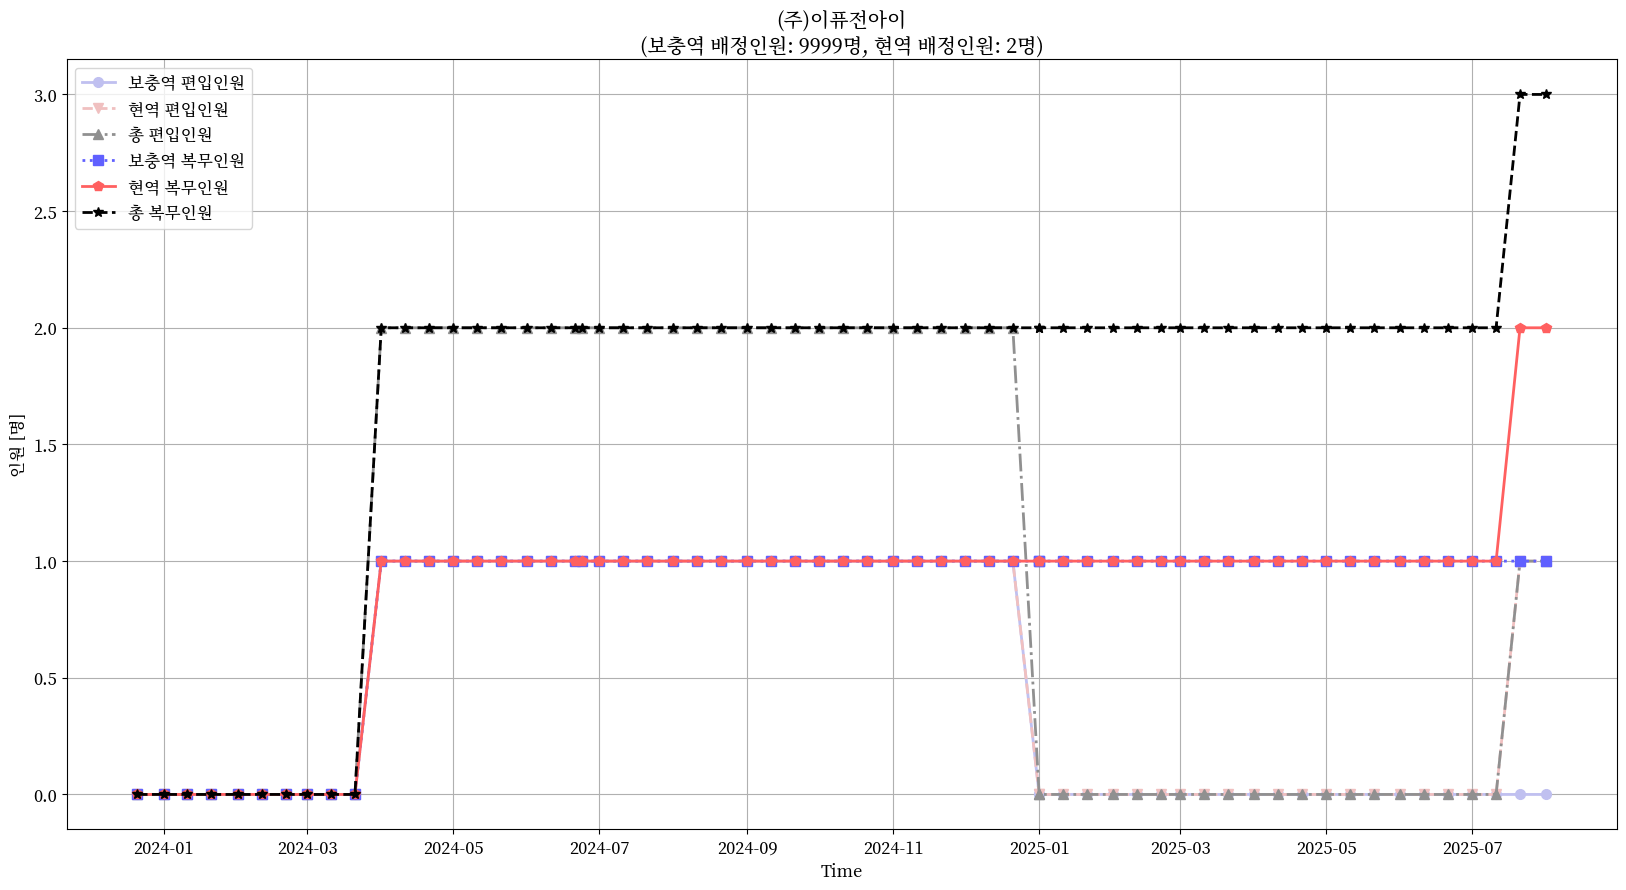 (주)이퓨전아이
(보충역 배정인원: 9999명, 현역 배정인원: 2명)
보충역 편입인원
현역 편입인원
총 편입인원
보충역 복무인원
현역 복무인원
총 복무인원
인원 [명]
3.0
2.5
2.0
1.5
1.0
0.5
0.0
2024-01 2024-03 2024-05 2024-07 2024-09 2024-11 2025-01 2025-03 2025-05 2025-07
Time